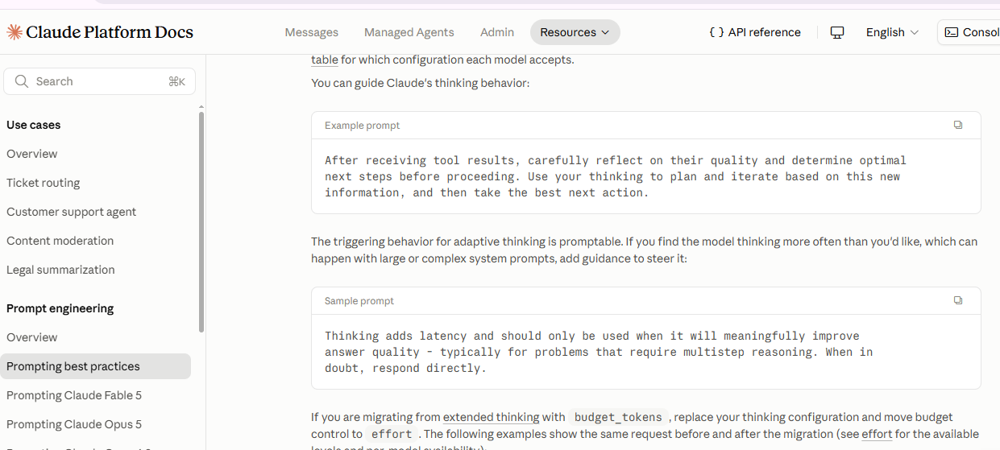 Claude Platform Docs
Messages
Managed Agents
Admin
Resources
{ } API reference
English
Consol
Search
⌘K
Use cases
Overview
Ticket routing
Customer support agent
Content moderation
Legal summarization
Prompt engineering
Overview
Prompting best practices
Prompting Claude Fable 5
Prompting Claude Opus 5
table for which configuration each model accepts.
You can guide Claude's thinking behavior:
Example prompt
After receiving tool results, carefully reflect on their quality and determine optimal
next steps before proceeding. Use your thinking to plan and iterate based on this new
information, and then take the best next action.
The triggering behavior for adaptive thinking is promptable. If you find the model thinking more often than you'd like, which can
happen with large or complex system prompts, add guidance to steer it:
Sample prompt
Thinking adds latency and should only be used when it will meaningfully improve
answer quality - typically for problems that require multistep reasoning. When in
doubt, respond directly.
If you are migrating from extended thinking with budget_tokens , replace your thinking configuration and move budget
control to effort . The following examples show the same request before and after the migration (see effort for the available
levels and per-model availability):